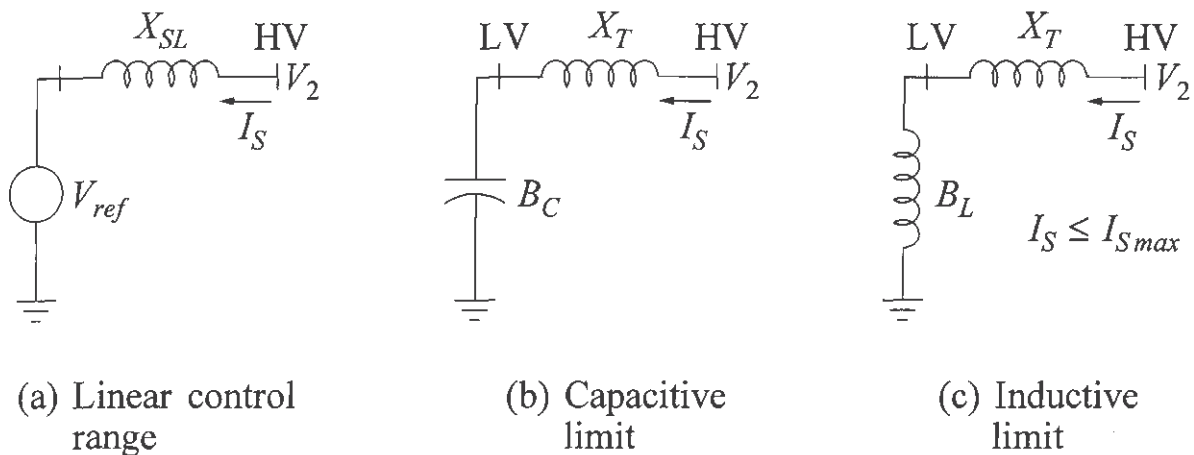 X_SL HV
V_2
I_S
V_ref
(a) Linear control
range
LV X_T HV
V_2
I_S
B_C
(b) Capacitive
limit
LV X_T HV
V_2
I_S
B_L
I_S ≤ I_Smax
(c) Inductive
limit